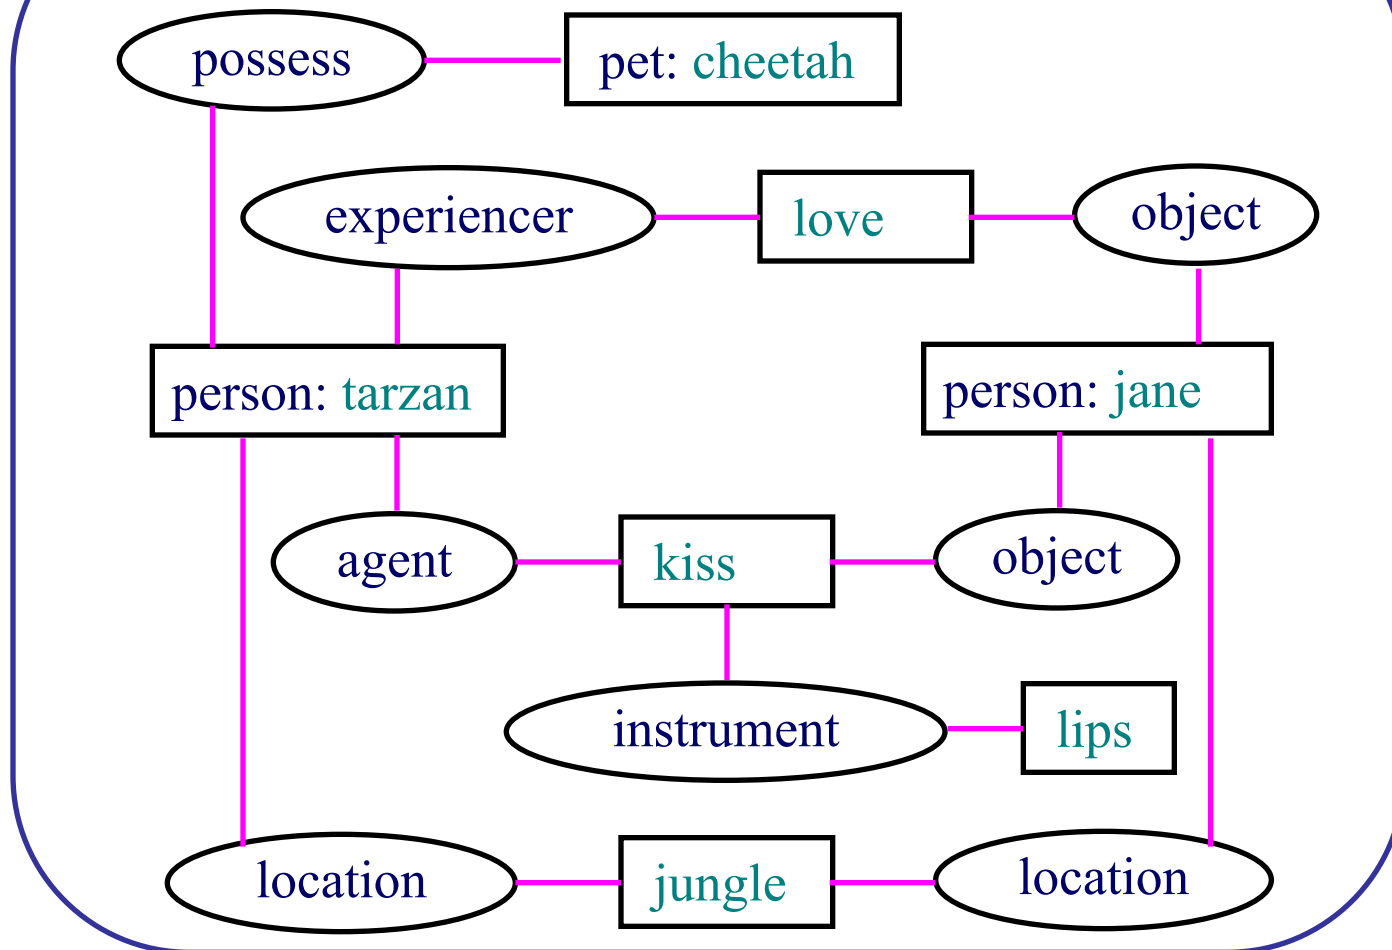 possess
pet: cheetah
experiencer
love
object
person: tarzan
person: jane
agent
kiss
object
instrument
lips
location
jungle
location